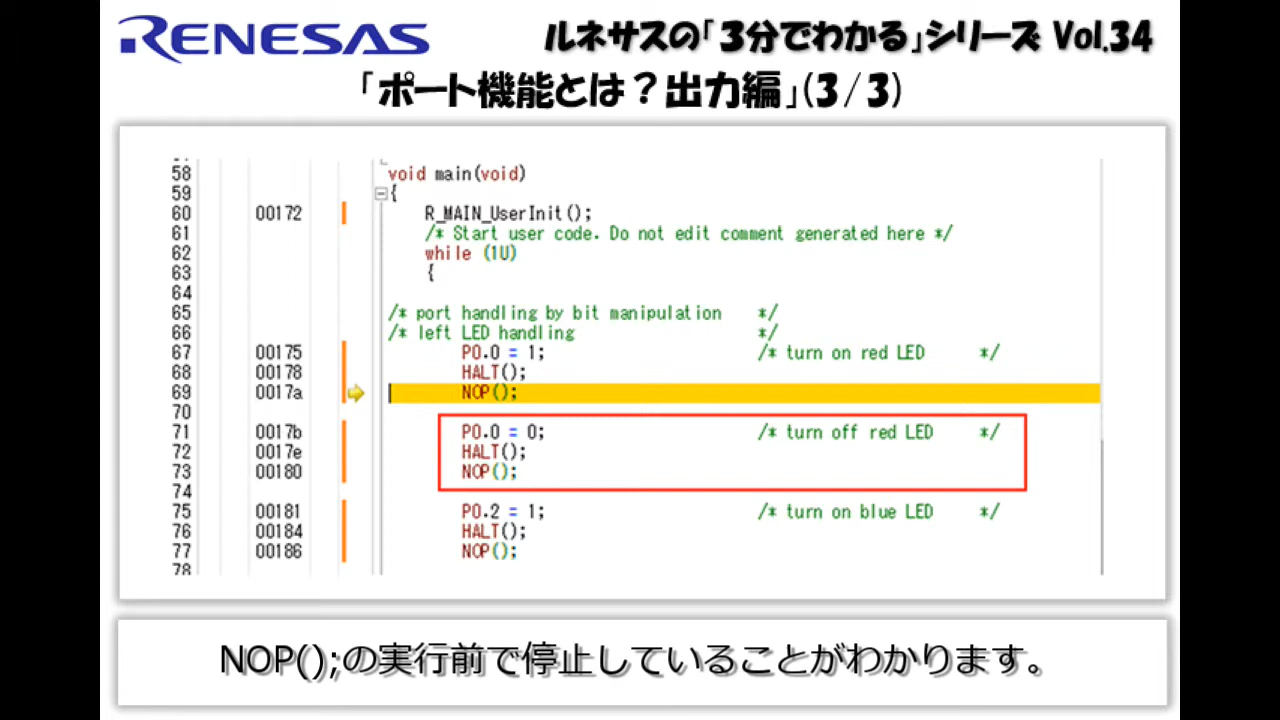 RENESAS
ルネサスの「3分でわかる」シリーズ Vol.34
「ポート機能とは？出力編」(3/3)
58 void main(void)
59 {
60 00172 R_MAIN_UserInit();
61 /* Start user code. Do not edit comment generated here */
62 while (1U)
63 {
64
65 /* port handling by bit manipulation */
66 /* left LED handling */
67 00175 P0.0 = 1; /* turn on red LED */
68 00178 HALT();
69 0017a NOP();
70
71 0017b P0.0 = 0; /* turn off red LED */
72 0017e HALT();
73 00180 NOP();
74
75 00181 P0.2 = 1; /* turn on blue LED */
76 00184 HALT();
77 00186 NOP();
78
NOP();の実行前で停止していることがわかります。